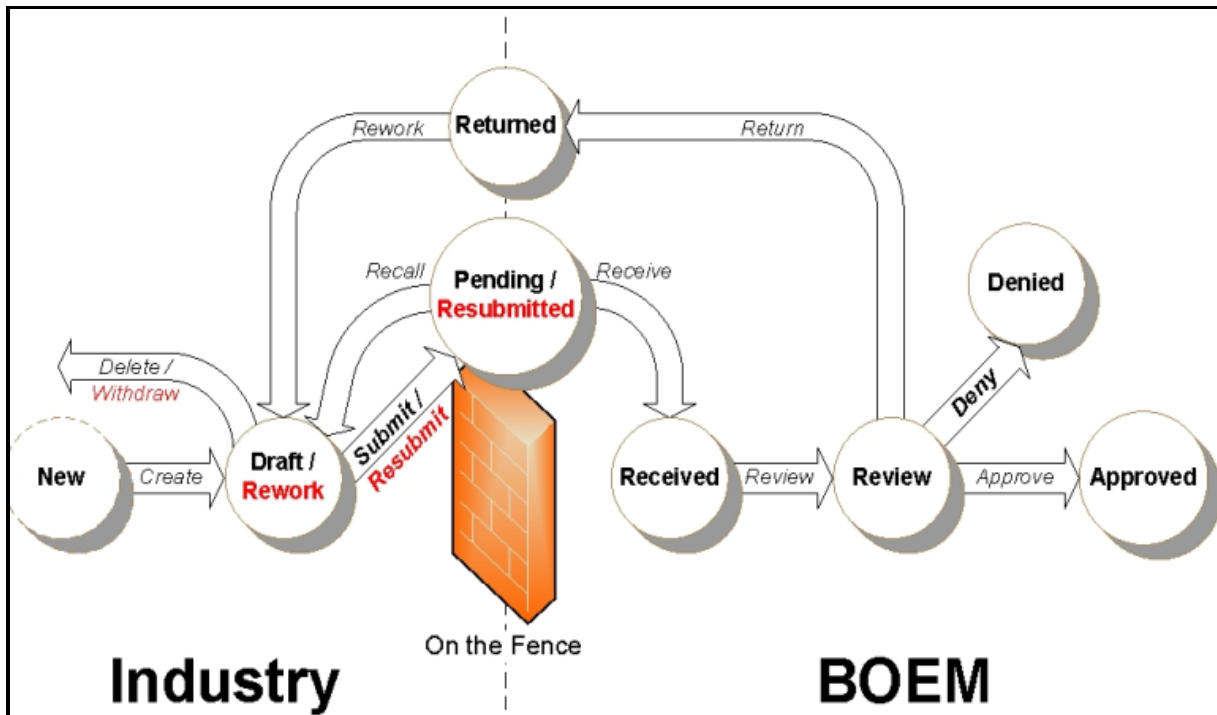 Returned
Rework
Return
Pending /
Resubmitted
Recall
Receive
Denied
Delete /
Withdraw
Deny
Submit /
Resubmit
New
Create
Draft /
Rework
Received
Review
Review
Approve
Approved
On the Fence
Industry
BOEM